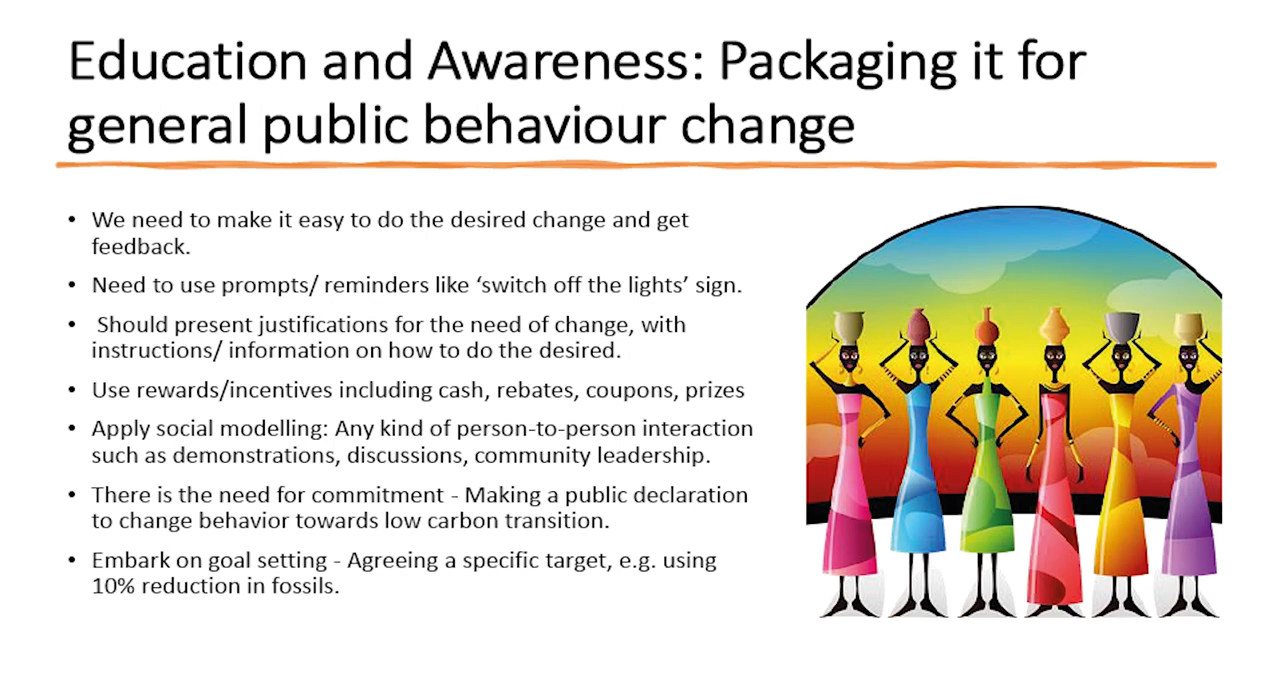 Education and Awareness: Packaging it for
general public behaviour change
• We need to make it easy to do the desired change and get
feedback.
• Need to use prompts/ reminders like ‘switch off the lights’ sign.
• Should present justifications for the need of change, with
instructions/ information on how to do the desired.
• Use rewards/incentives including cash, rebates, coupons, prizes
• Apply social modelling: Any kind of person-to-person interaction
such as demonstrations, discussions, community leadership.
• There is the need for commitment - Making a public declaration
to change behavior towards low carbon transition.
• Embark on goal setting - Agreeing a specific target, e.g. using
10% reduction in fossils.